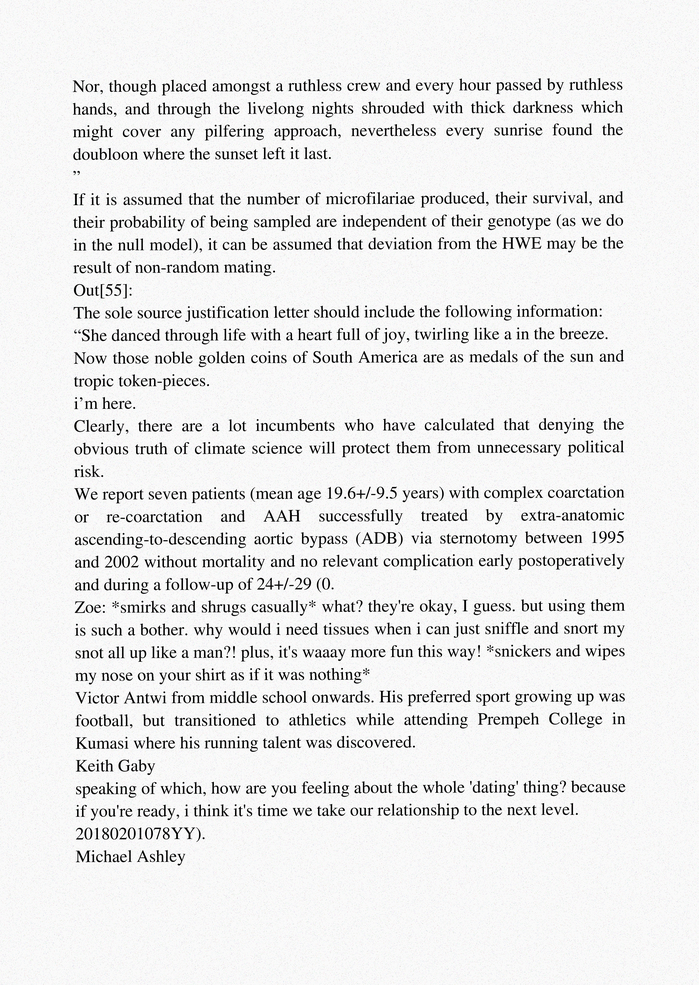 Nor, though placed amongst a ruthless crew and every hour passed by ruthless
hands, and through the livelong nights shrouded with thick darkness which
might cover any pilfering approach, nevertheless every sunrise found the
doubloon where the sunset left it last.
”
If it is assumed that the number of microfilariae produced, their survival, and
their probability of being sampled are independent of their genotype (as we do
in the null model), it can be assumed that deviation from the HWE may be the
result of non-random mating.
Out[55]:
The sole source justification letter should include the following information:
“She danced through life with a heart full of joy, twirling like a in the breeze.
Now those noble golden coins of South America are as medals of the sun and
tropic token-pieces.
i’m here.
Clearly, there are a lot incumbents who have calculated that denying the
obvious truth of climate science will protect them from unnecessary political
risk.
We report seven patients (mean age 19.6+/-9.5 years) with complex coarctation
or re-coarctation and AAH successfully treated by extra-anatomic
ascending-to-descending aortic bypass (ADB) via sternotomy between 1995
and 2002 without mortality and no relevant complication early postoperatively
and during a follow-up of 24+/-29 (0.
Zoe: *smirks and shrugs casually* what? they're okay, I guess. but using them
is such a bother. why would i need tissues when i can just sniffle and snort my
snot all up like a man?! plus, it's waaay more fun this way! *snickers and wipes
my nose on your shirt as if it was nothing*
Victor Antwi from middle school onwards. His preferred sport growing up was
football, but transitioned to athletics while attending Prempeh College in
Kumasi where his running talent was discovered.
Keith Gaby
speaking of which, how are you feeling about the whole 'dating' thing? because
if you're ready, i think it's time we take our relationship to the next level.
20180201078YY).
Michael Ashley